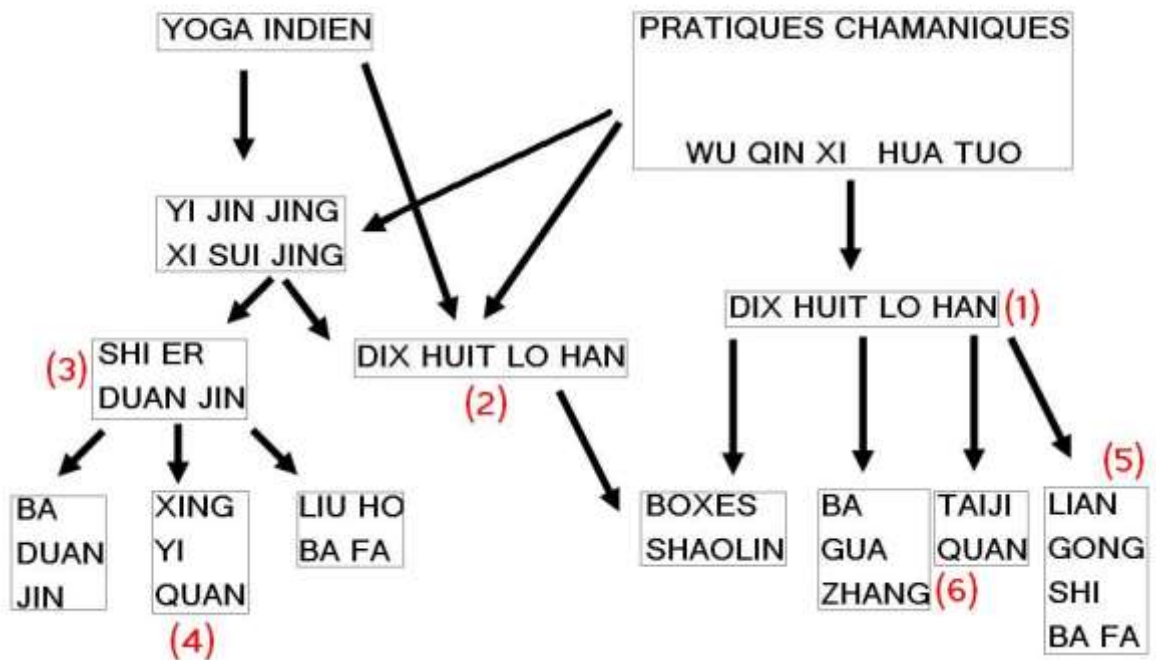 YOGA INDIEN
PRATIQUES CHAMANIQUES
WU QIN XI HUA TUO
YI JIN JING
XI SUI JING
DIX HUIT LO HAN (1)
(3)
SHI ER
DUAN JIN
DIX HUIT LO HAN
(2)
BA
DUAN
JIN
XING
YI
QUAN
(4)
LIU HO
BA FA
BOXES
SHAOLIN
BA
GUA
ZHANG
TAIJI
QUAN
(6)
(5)
LIAN
GONG
SHI
BA FA